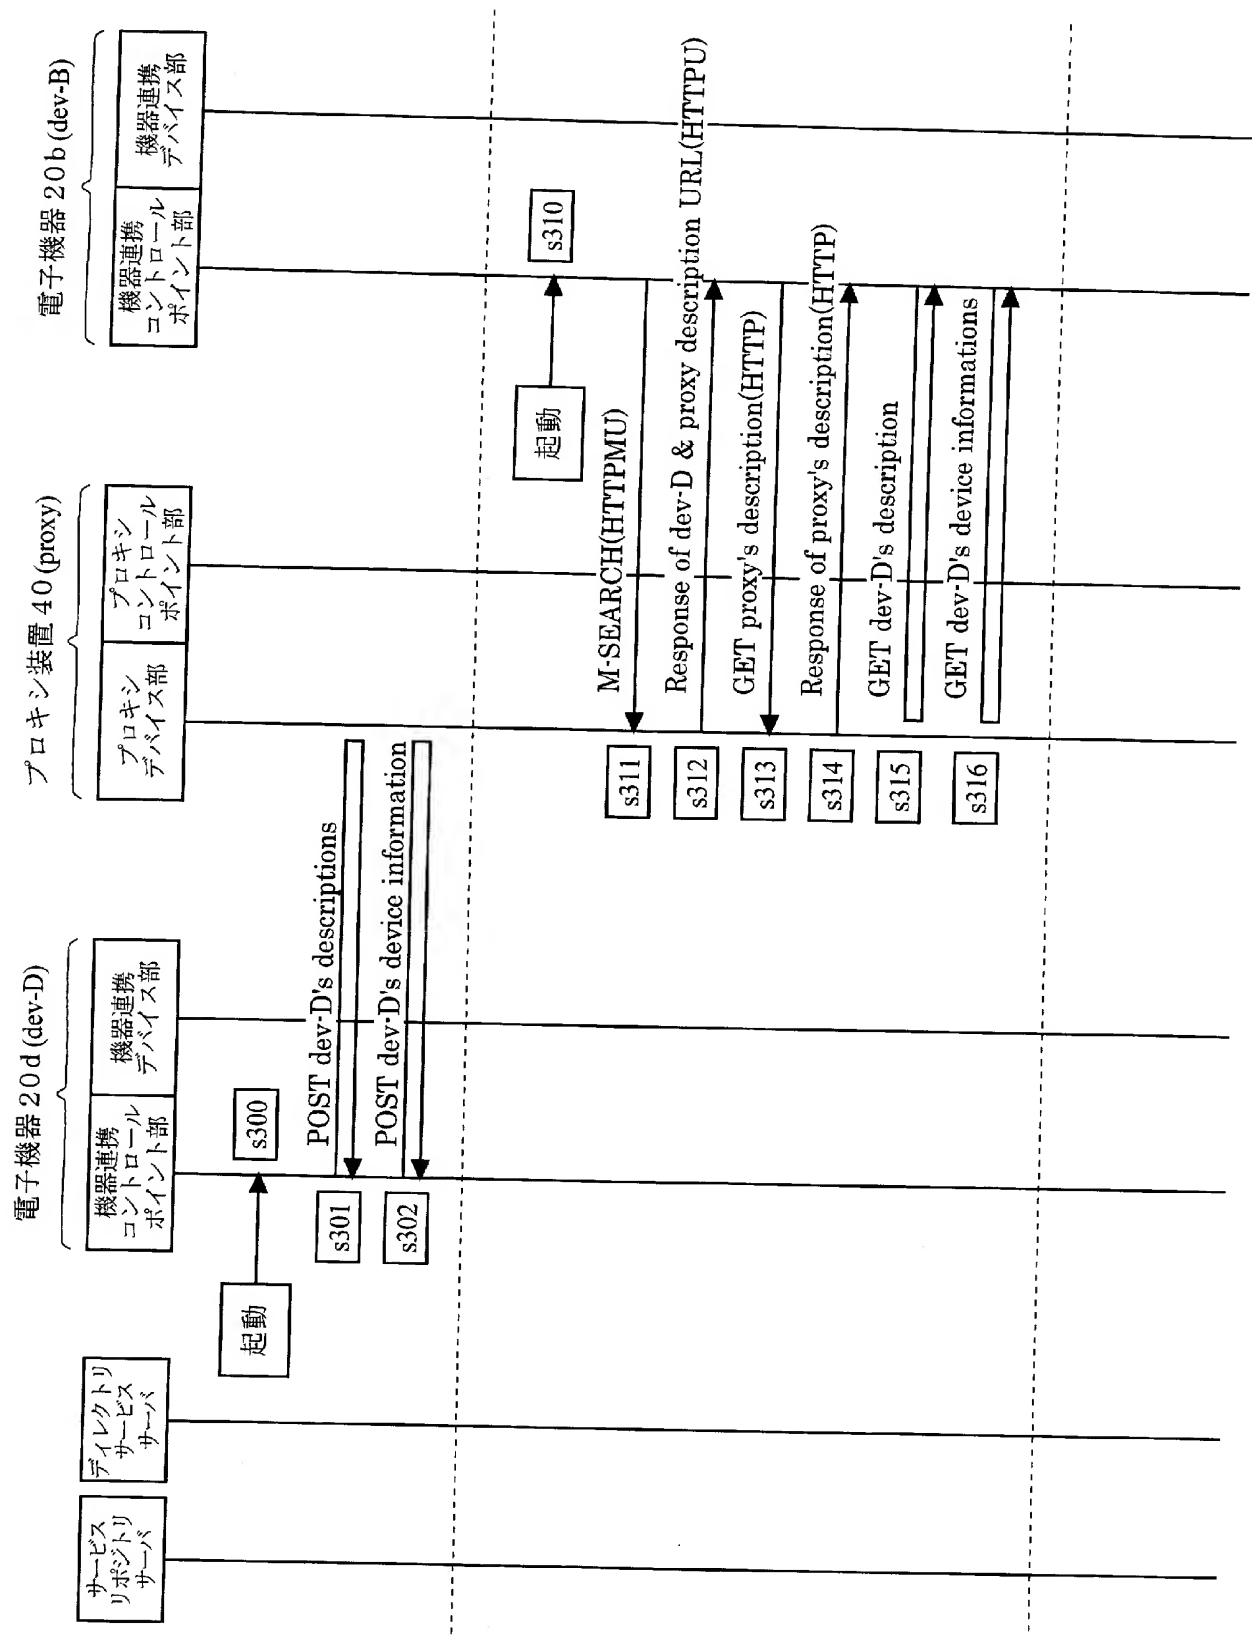 サービス
リポジトリ
サーバ
ディレクトリ
サービス
サーバ
電子機器20d(dev-D)
機器連携
コントロール
ポイント部
機器連携
デバイス部
プロキシ装置40(proxy)
プロキシ
デバイス部
プロキシ
コントロール
ポイント部
電子機器20b(dev-B)
機器連携
コントロール
ポイント部
機器連携
デバイス部
起動
s300
s301
POST dev-D's descriptions
s302
POST dev-D's device information
起動
s310
s311
M-SEARCH(HTTPMU)
s312
Response of dev-D & proxy description URL(HTTPU)
s313
GET proxy's description(HTTP)
s314
Response of proxy's description(HTTP)
s315
GET dev-D's description
s316
GET dev-D's device informations